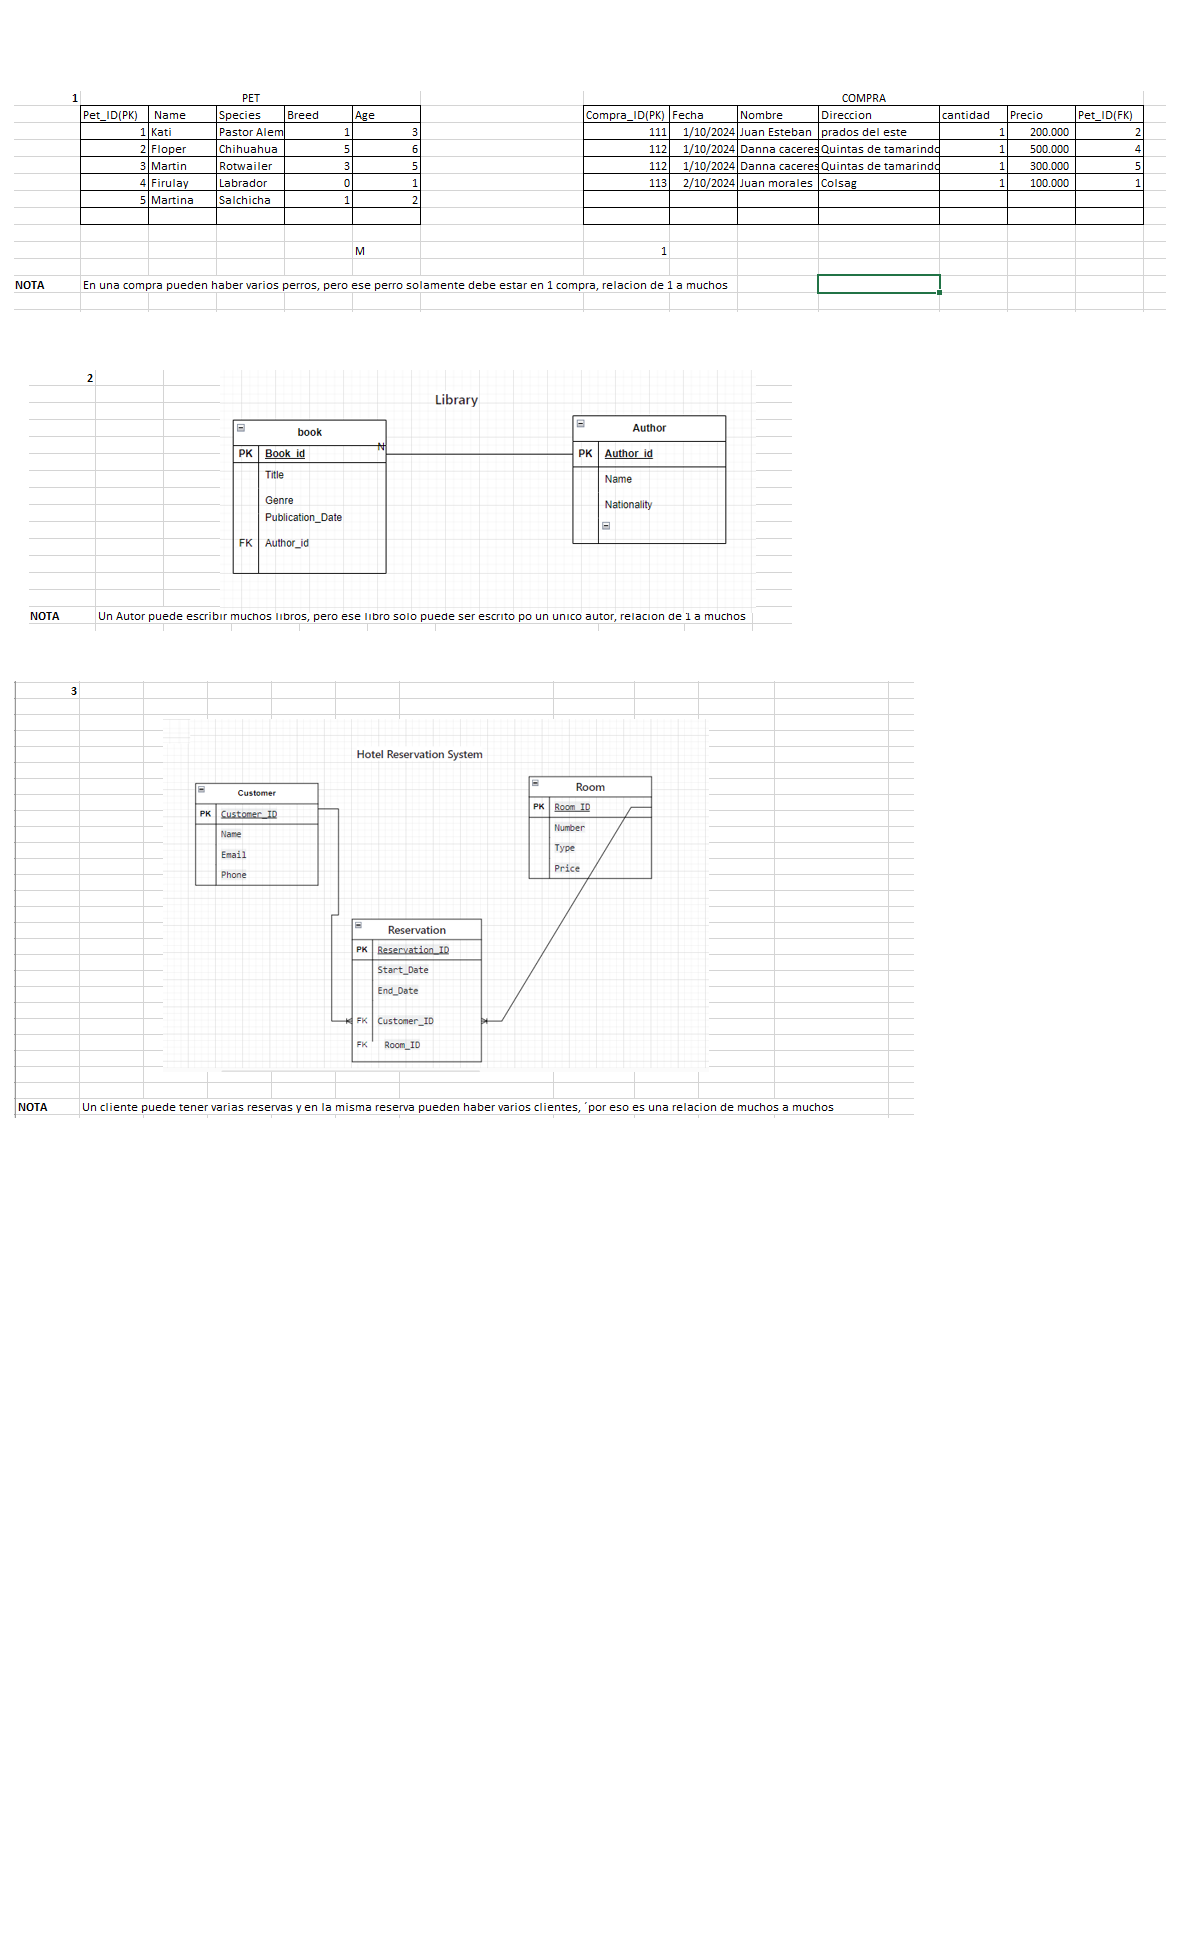 1 PET COMPRA
Pet_ID(PK) Name Species Breed Age Compra_ID(PK) Fecha Nombre Direccion cantidad Precio Pet_ID(FK)
1 Kati Pastor Alem 1 3 111 1/10/2024 Juan Esteban prados del este 1 200.000 2
2 Floper Chihuahua 5 6 112 1/10/2024 Danna caceres Quintas de tamarindo 1 500.000 4
3 Martin Rotwailer 3 5 112 1/10/2024 Danna caceres Quintas de tamarindo 1 300.000 5
4 Firulay Labrador 0 1 113 2/10/2024 Juan morales Colsag 1 100.000 1
5 Martina Salchicha 1 2
M 1
NOTA En una compra pueden haber varios perros, pero ese perro solamente debe estar en 1 compra, relacion de 1 a muchos
2
Library
book
PK Book_id N
Title
Genre
Publication_Date
FK Author_id
Author
PK Author_id
Name
Nationality
NOTA Un Autor puede escribir muchos libros, pero ese libro solo puede ser escrito po un unico autor, relacion de 1 a muchos
3
Hotel Reservation System
Customer
PK Customer_ID
Name
Email
Phone
Room
PK Room_ID
Number
Type
Price
Reservation
PK Reservation_ID
Start_Date
End_Date
FK Customer_ID
FK Room_ID
NOTA Un cliente puede tener varias reservas y en la misma reserva pueden haber varios clientes, ´por eso es una relacion de muchos a muchos